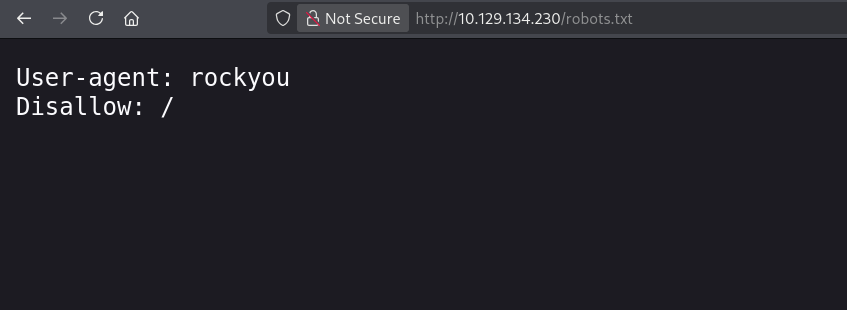 Not Secure http://10.129.134.230/robots.txt
User-agent: rockyou
Disallow: /